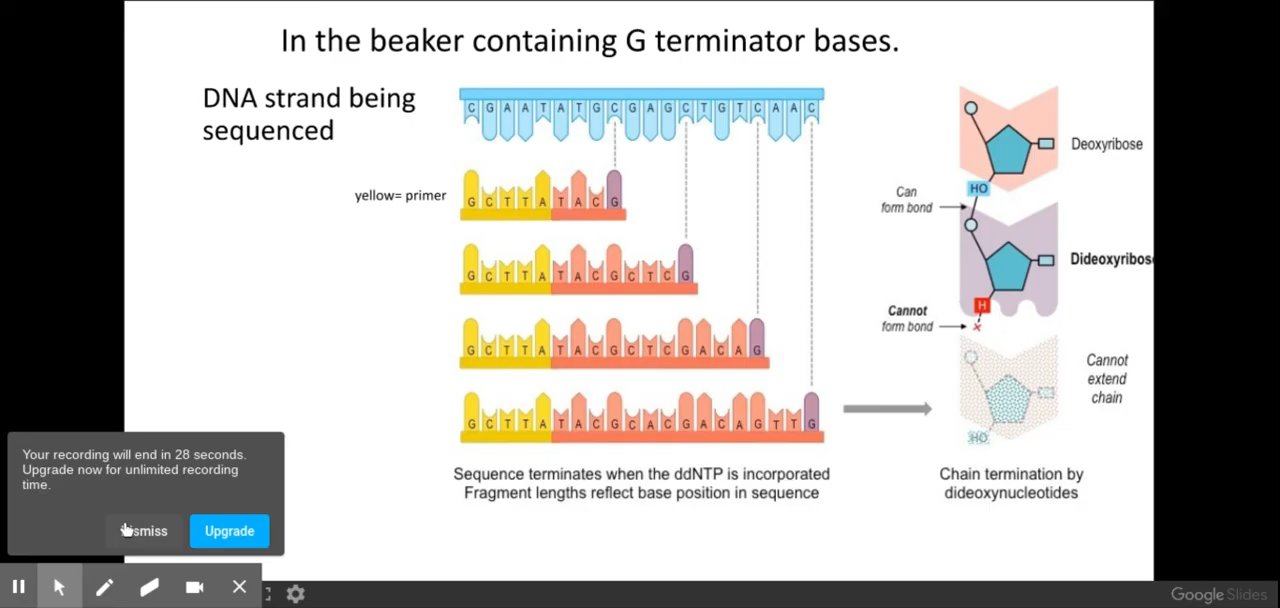 In the beaker containing G terminator bases.
DNA strand being
sequenced
C G A A T A T G C G A G C T G T C A A C
yellow= primer
G C T T A T A C G
G C T T A T A C G C T C G
G C T T A T A C G C T C G A C A G
G C T T A T A C G C A C G A C A G T T G
Sequence terminates when the ddNTP is incorporated
Fragment lengths reflect base position in sequence
Deoxyribose
HO
Can
form bond
Dideoxyribose
H
Cannot
form bond
x
Cannot
extend
chain
HO
Chain termination by
dideoxynucleotides
Your recording will end in 28 seconds.
Upgrade now for unlimited recording
time.
Upgrade
Google Slides